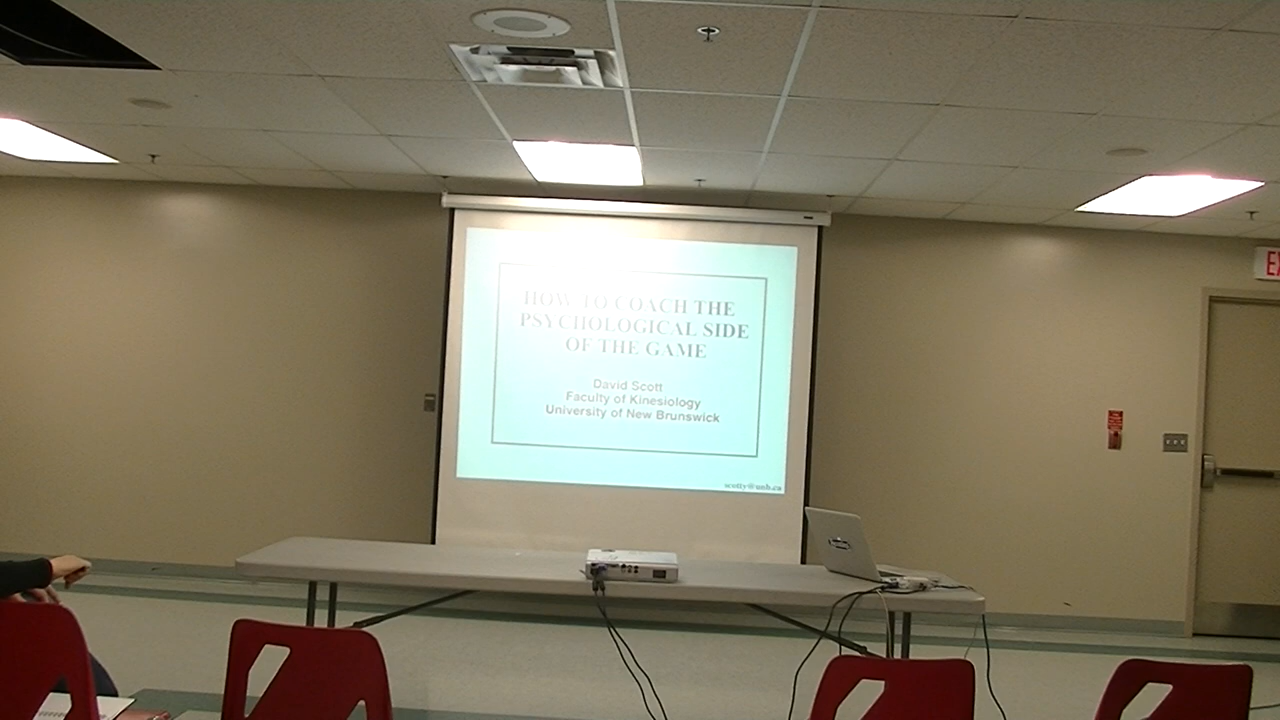 HOW TO COACH THE
PSYCHOLOGICAL SIDE
OF THE GAME
David Scott
Faculty of Kinesiology
University of New Brunswick
scotty@unb.ca